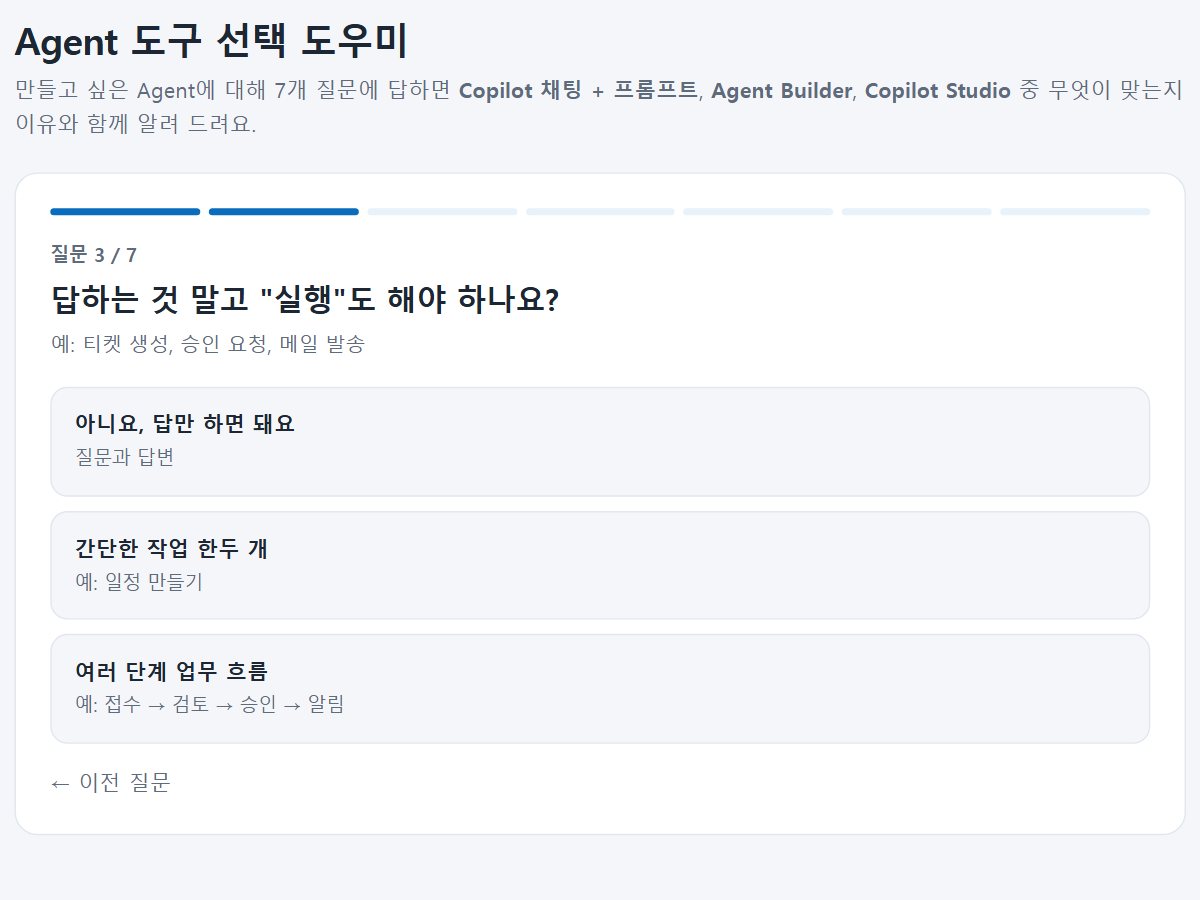 Agent 도구 선택 도우미
만들고 싶은 Agent에 대해 7개 질문에 답하면 Copilot 채팅 + 프롬프트, Agent Builder, Copilot Studio 중 무엇이 맞는지
이유와 함께 알려 드려요.
질문 3 / 7
답하는 것 말고 "실행"도 해야 하나요?
예: 티켓 생성, 승인 요청, 메일 발송
아니요, 답만 하면 돼요
질문과 답변
간단한 작업 한두 개
예: 일정 만들기
여러 단계 업무 흐름
예: 접수 → 검토 → 승인 → 알림
← 이전 질문